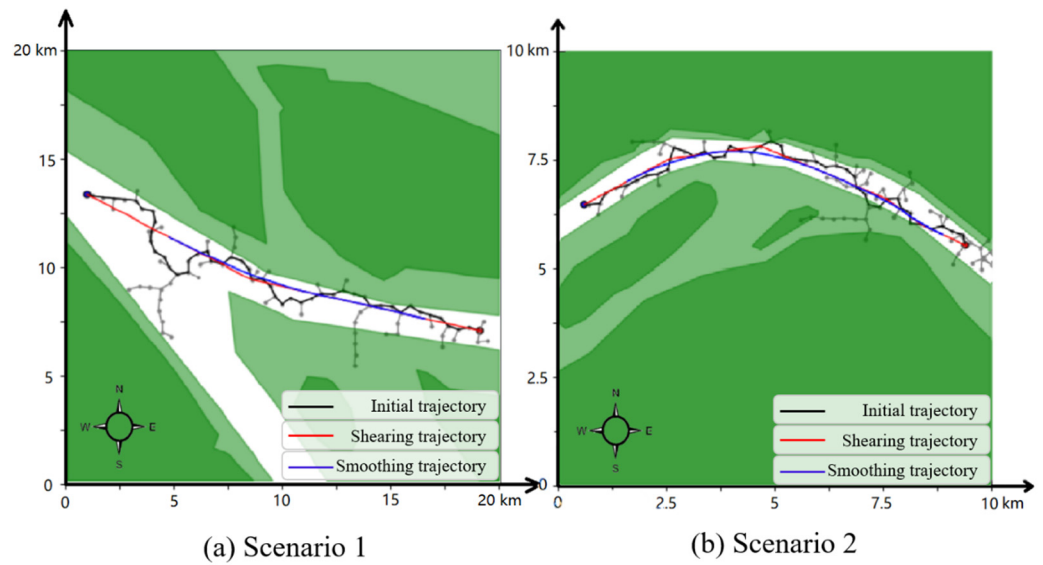 20 km
15
10
5
0
0
5
10
15
20 km
N
W
E
S
Initial trajectory
Shearing trajectory
Smoothing trajectory
(a) Scenario 1
10 km
7.5
5
2.5
0
0
2.5
5
7.5
10 km
N
W
E
S
Initial trajectory
Shearing trajectory
Smoothing trajectory
(b) Scenario 2